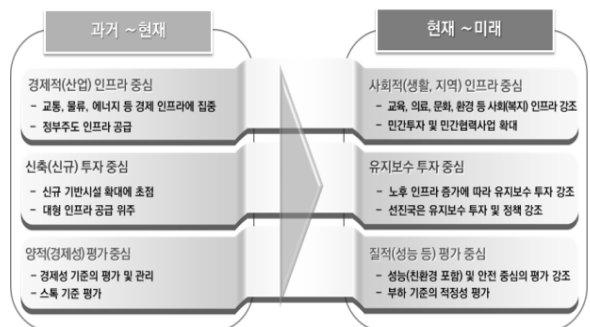 과거 ~ 현재
경제적(산업) 인프라 중심
- 교통, 물류, 에너지 등 경제 인프라에 집중
- 정부주도 인프라 공급
신축(신규) 투자 중심
- 신규 기반시설 확대에 초점
- 대형 인프라 공급 위주
양적(경제성) 평가 중심
- 경제성 기준의 평가 및 관리
- 스톡 기준 평가
현재 ~ 미래
사회적(생활, 지역) 인프라 중심
- 교육, 의료, 문화, 환경 등 사회(복지) 인프라 강조
- 민간투자 및 민간협력사업 확대
유지보수 투자 중심
- 노후 인프라 증가에 따라 유지보수 투자 강조
- 선진국은 유지보수 투자 및 정책 강조
질적(성능 등) 평가 중심
- 성능(친환경 포함) 및 안전 중심의 평가 강조
- 부하 기준의 적정성 평가